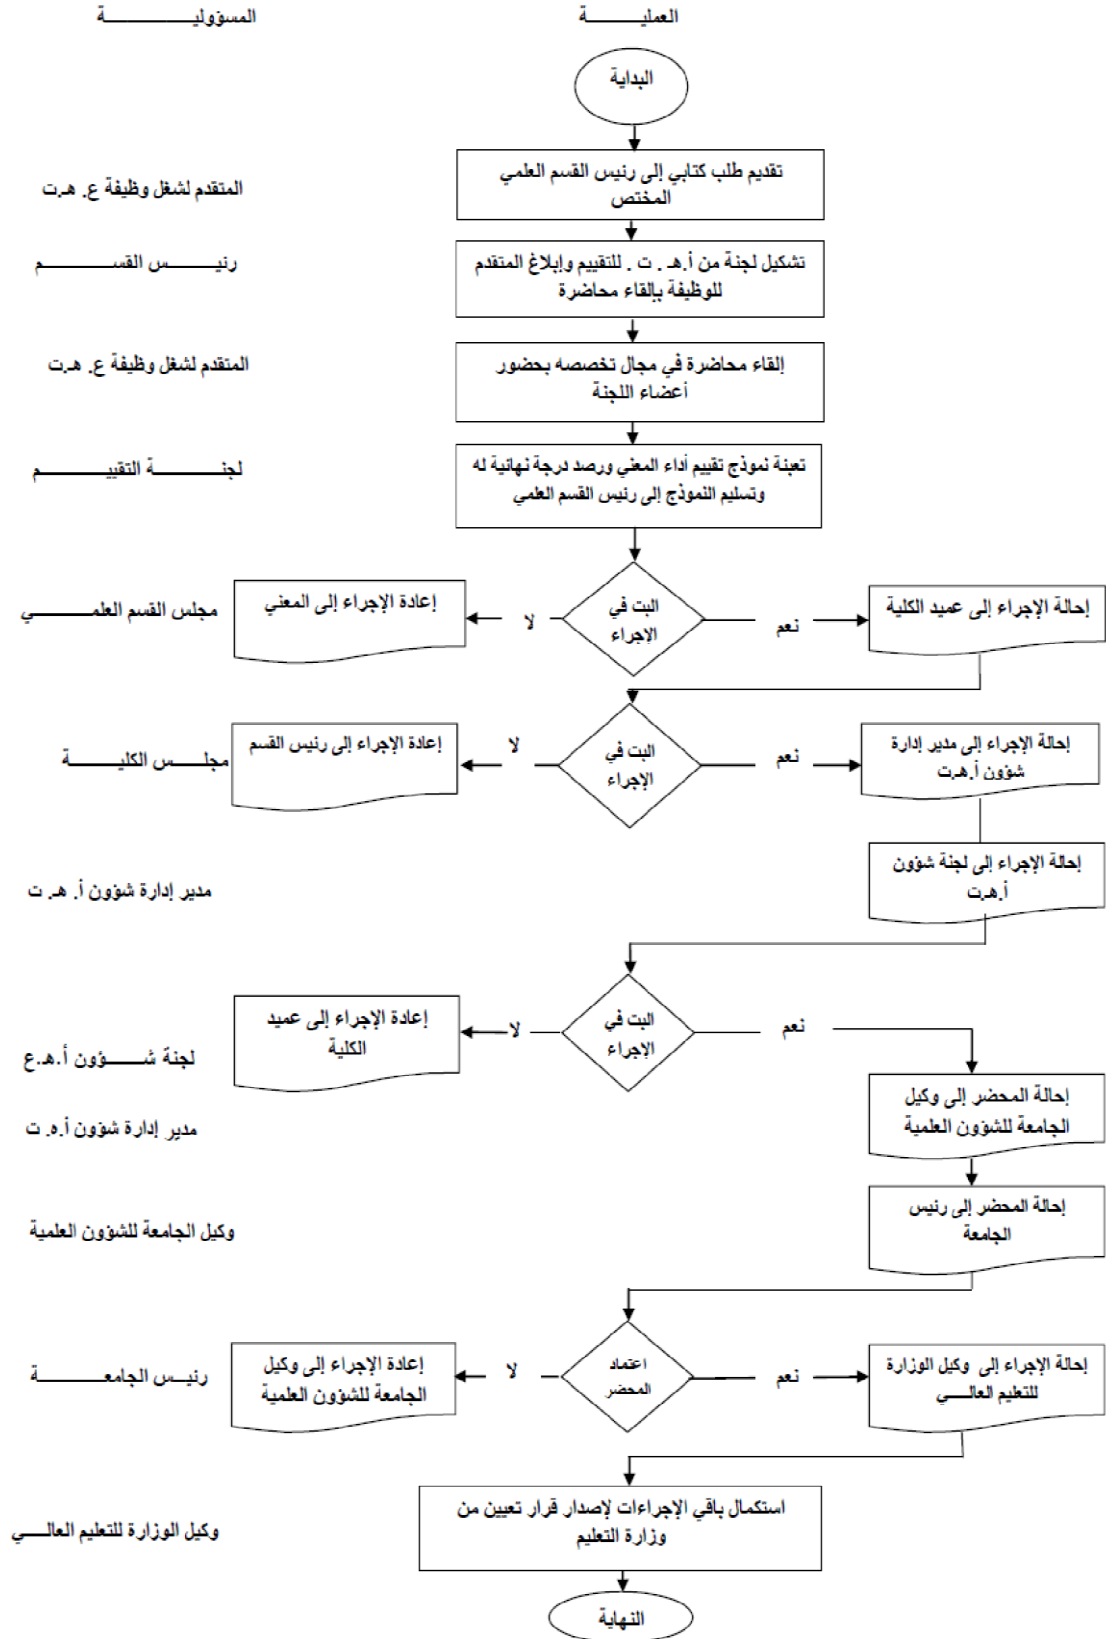 العمليـــــــــة
المسؤوليـــــــــــــــة
البداية
تقديم طلب كتابي إلى رئيس القسم العلمي
المختص
المتقدم لشغل وظيفة ع. هـ.ت
تشكيل لجنة من أ.هـ . ت . للتقييم وإبلاغ المتقدم
للوظيفة بإلقاء محاضرة
رئيـــــــس القســـــــــم
إلقاء محاضرة في مجال تخصصه بحضور
أعضاء اللجنة
المتقدم لشغل وظيفة ع. هـ.ت
تعبئة نموذج تقييم أداء المعني ورصد درجة نهائية له
وتسليم النموذج إلى رئيس القسم العلمي
لجنـــــــــة التقييـــــــــم
إحالة الإجراء إلى عميد الكلية
نعم
البت في
الإجراء
لا
إعادة الإجراء إلى المعني
مجلس القسم العلمـــــــي
إحالة الإجراء إلى مدير إدارة
شؤون أ.هـ.ت
نعم
البت في
الإجراء
لا
إعادة الإجراء إلى رئيس القسم
مجلـــــس الكليـــــــة
إحالة الإجراء إلى لجنة شؤون
أ.هـ.ت
مدير إدارة شؤون أ. هـ. ت
نعم
البت في
الإجراء
لا
إعادة الإجراء إلى عميد
الكلية
لجنة شـــــــؤون أ.هـ.ع
إحالة المحضر إلى وكيل
الجامعة للشؤون العلمية
مدير إدارة شؤون أ.ه. ت
إحالة المحضر إلى رئيس
الجامعة
وكيل الجامعة للشؤون العلمية
إحالة الإجراء إلى وكيل الوزارة
للتعليم العالـــــي
نعم
اعتماد
المحضر
لا
إعادة الإجراء إلى وكيل
الجامعة للشؤون العلمية
رئيـــس الجامعـــــــــــة
استكمال باقي الإجراءات لإصدار قرار تعيين من
وزارة التعليم
وكيل الوزارة للتعليم العالـــــي
النهاية